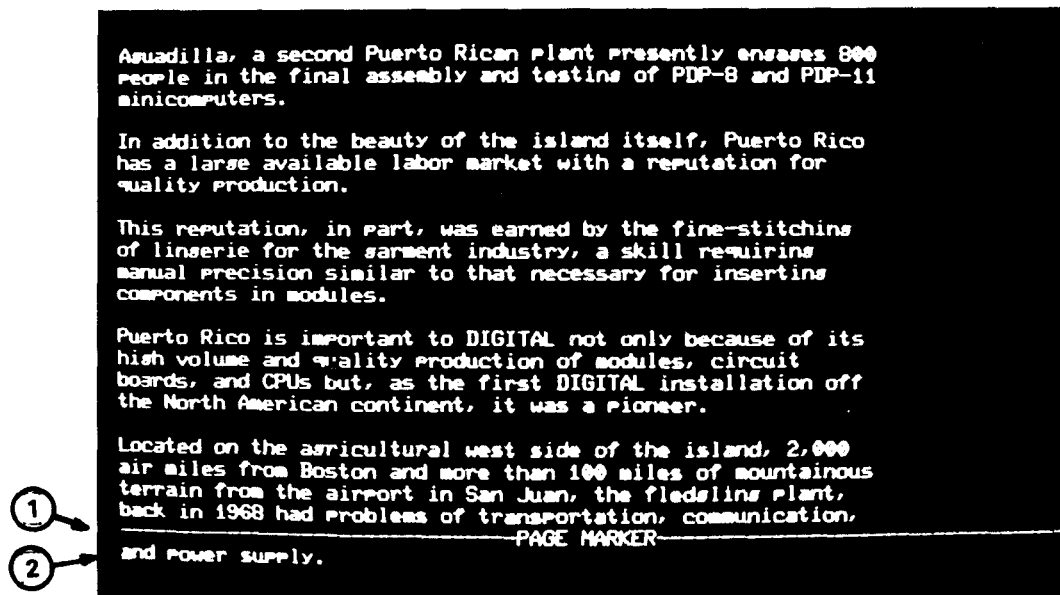 Aguadilla, a second Puerto Rican plant presently engages 800
people in the final assembly and testing of PDP-8 and PDP-11
minicomputers.
In addition to the beauty of the island itself, Puerto Rico
has a large available labor market with a reputation for
quality production.
This reputation, in part, was earned by the fine-stitching
of lingerie for the garment industry, a skill requiring
manual precision similar to that necessary for inserting
components in modules.
Puerto Rico is important to DIGITAL not only because of its
high volume and quality production of modules, circuit
boards, and CPUs but, as the first DIGITAL installation off
the North American continent, it was a pioneer.
Located on the agricultural west side of the island, 2,000
air miles from Boston and more than 100 miles of mountainous
terrain from the airport in San Juan, the fledgling plant,
back in 1968 had problems of transportation, communication,
1
PAGE MARKER
2
and power supply.